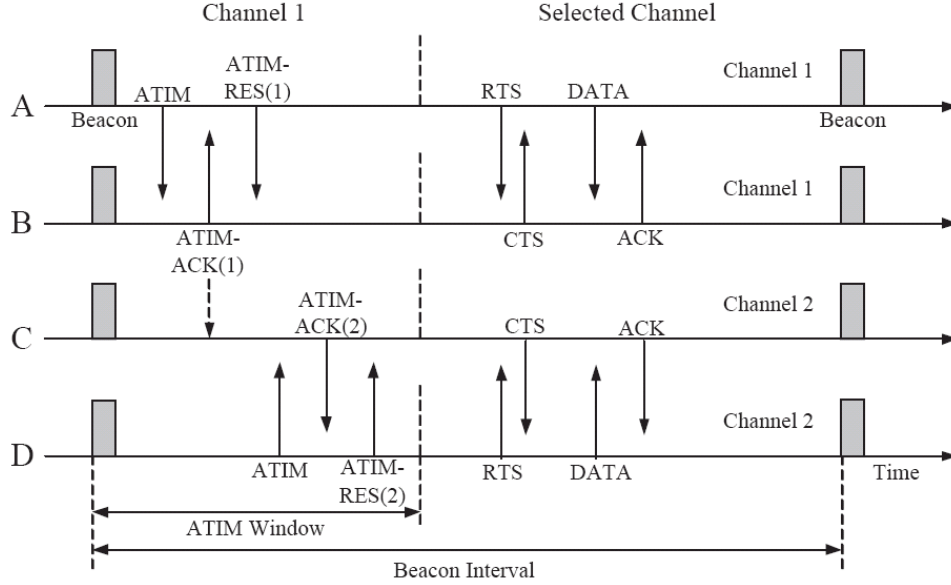 Channel 1
Selected Channel
ATIM-
RES(1)
Channel 1
ATIM
RTS
DATA
A
Beacon
Beacon
Channel 1
B
ATIM-
ACK(1)
CTS
ACK
ATIM-
ACK(2)
Channel 2
CTS
ACK
C
Channel 2
D
ATIM
ATIM-
RES(2)
RTS
DATA
Time
ATIM Window
Beacon Interval